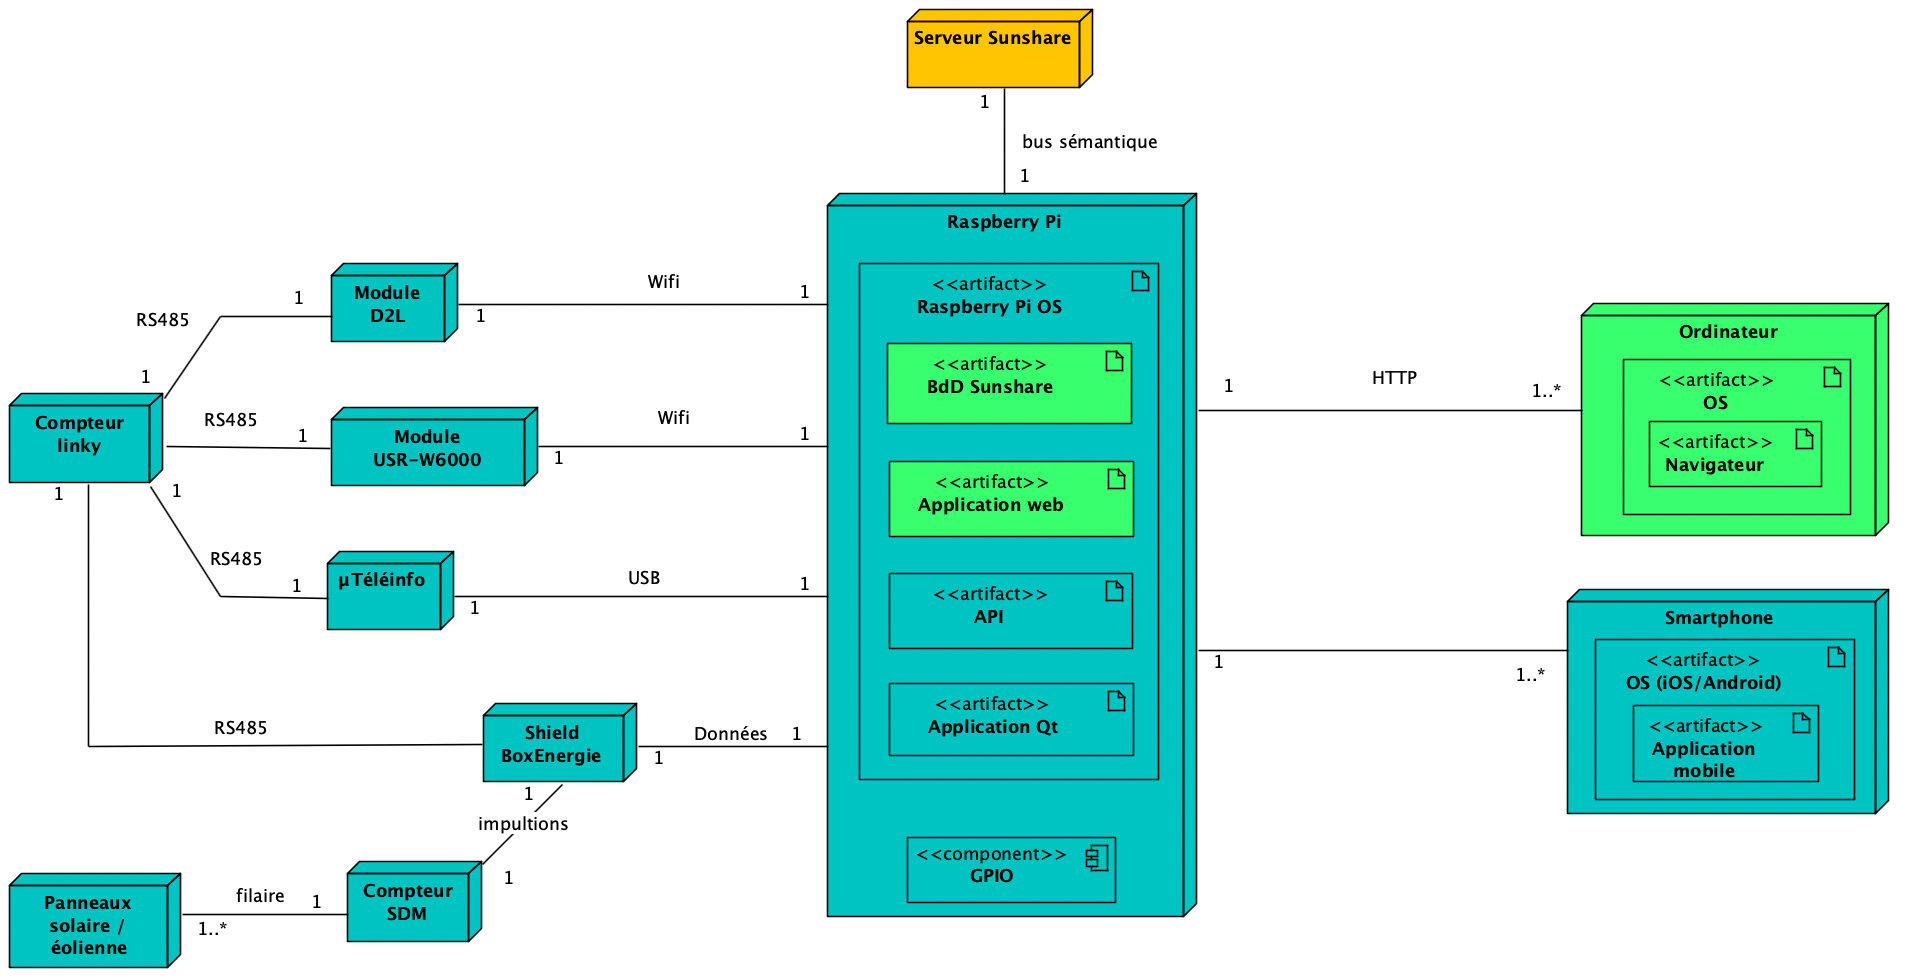 Serveur Sunshare
1
bus sémantique
1
Raspberry Pi
<<artifact>>
Raspberry Pi OS
<<artifact>>
BdD Sunshare
<<artifact>>
Application web
<<artifact>>
API
<<artifact>>
Application Qt
<<component>>
GPIO
Module
D2L
1
RS485
1
1
Wifi
1
Compteur
linky
RS485
1
Module
USR-W6000
1
Wifi
1
1
1
RS485
1
µTéléinfo
1
USB
1
RS485
Shield
BoxEnergie
1
Données
1
1
impultions
1
Compteur
SDM
1
filaire
1..*
Panneaux
solaire /
éolienne
1
HTTP
1..*
Ordinateur
<<artifact>>
OS
<<artifact>>
Navigateur
1
1..*
Smartphone
<<artifact>>
OS (iOS/Android)
<<artifact>>
Application
mobile